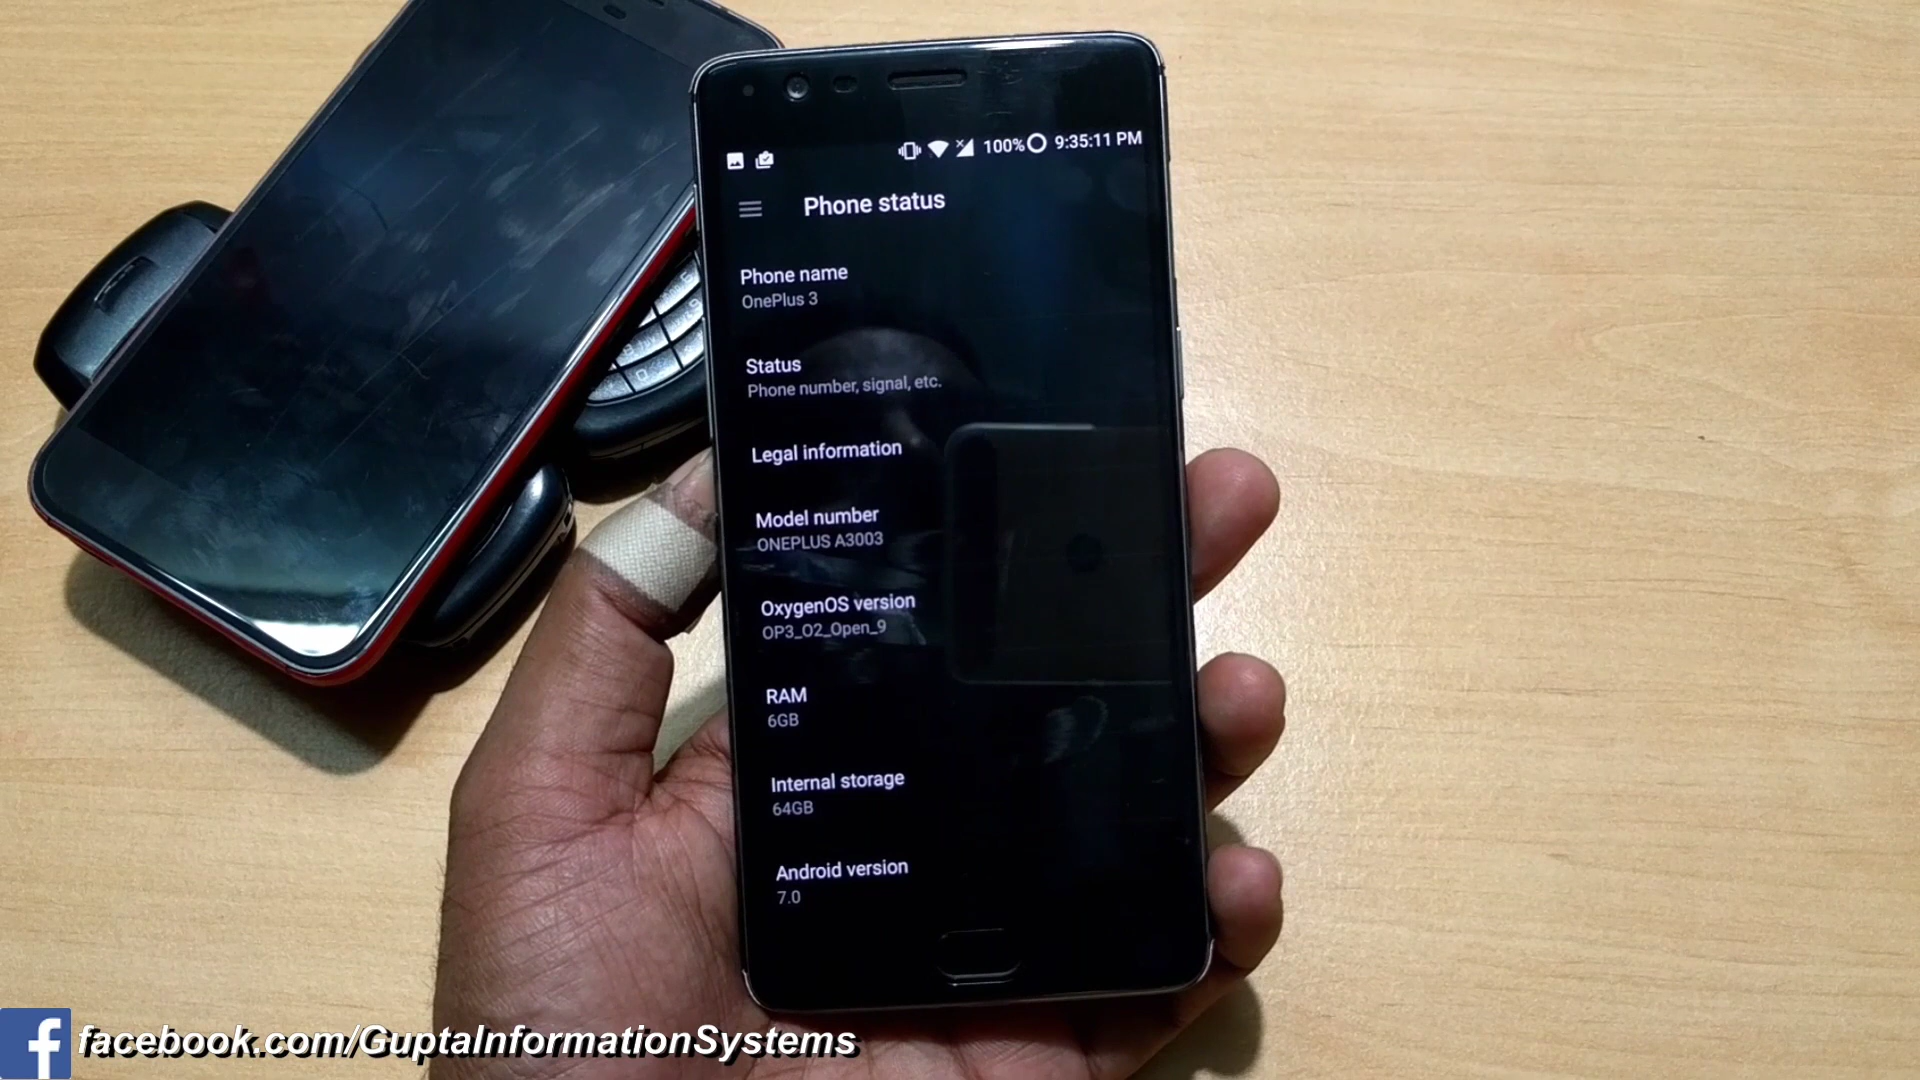 100% 9:35:11 PM
Phone status
Phone name
OnePlus 3
Status
Phone number, signal, etc.
Legal information
Model number
ONEPLUS A3003
OxygenOS version
OP3_O2_Open_9
RAM
6GB
Internal storage
64GB
Android version
7.0
f facebook.com/GuptaInformationSystems